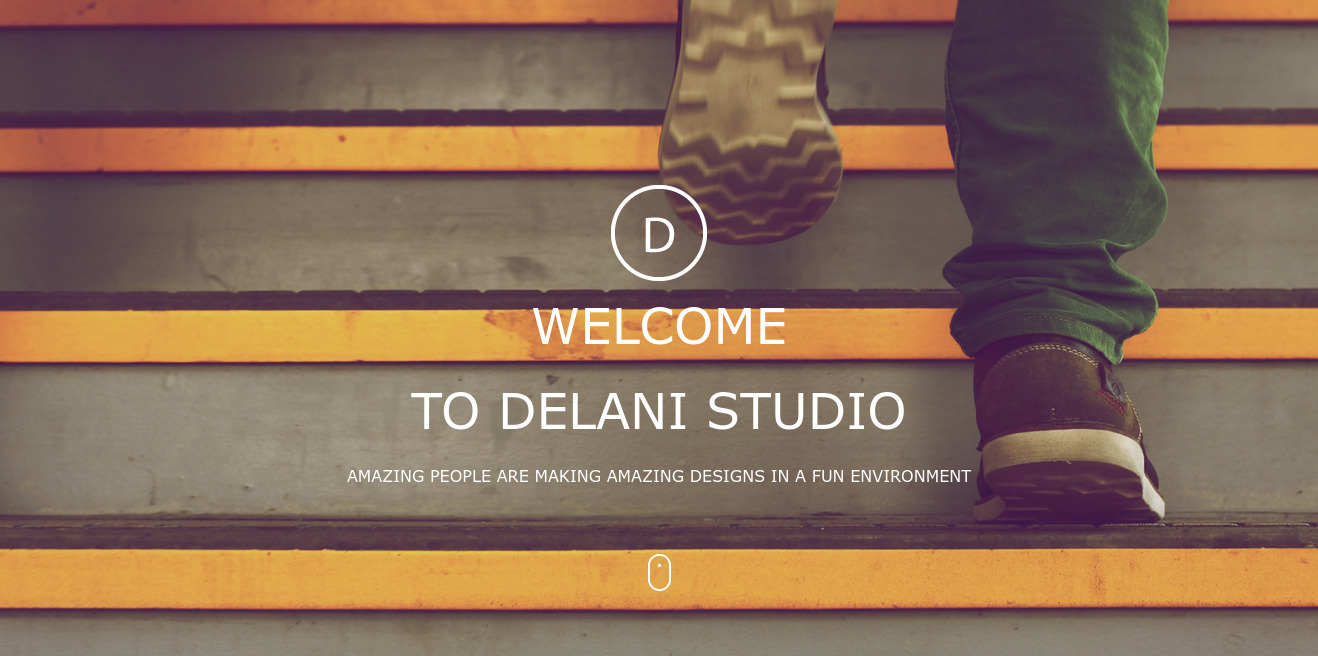 D
WELCOME
TO DELANI STUDIO
AMAZING PEOPLE ARE MAKING AMAZING DESIGNS IN A FUN ENVIRONMENT